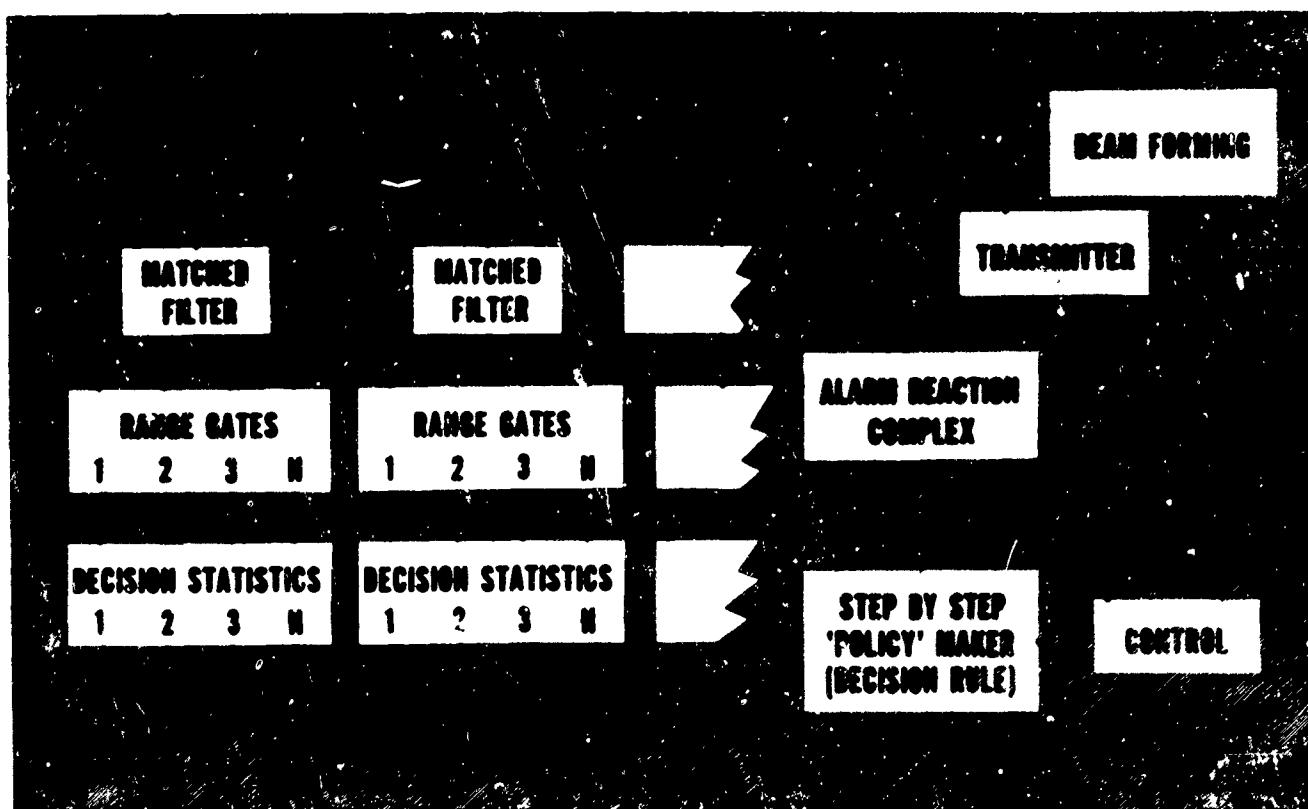 BEAM FORMING
TRANSMITTER
MATCHED
FILTER
MATCHED
FILTER
ALARM REACTION
COMPLEX
RANGE GATES
1 2 3 N
RANGE GATES
1 2 3 N
DECISION STATISTICS
1 2 3 N
DECISION STATISTICS
1 2 3 N
STEP BY STEP
'POLICY' MAKER
(DECISION RULE)
CONTROL